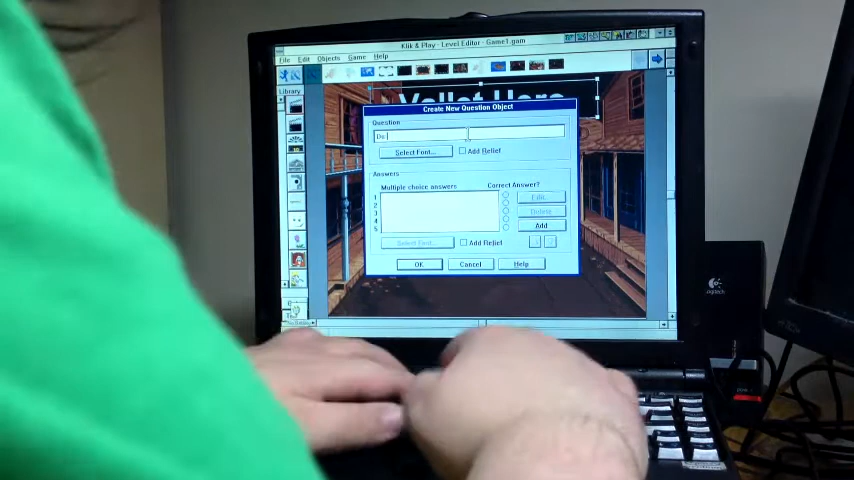 Klik & Play - Level Editor - Game1.gam
File Edit Objects Game Help
Library
Create New Question Object
Question
Do
Select Font...
Add Relief
Answers
Multiple choice answers Correct Answer?
1
2
3
4
5
Edit...
Delete
Add
Select Font...
Add Relief
OK Cancel Help
Logitech